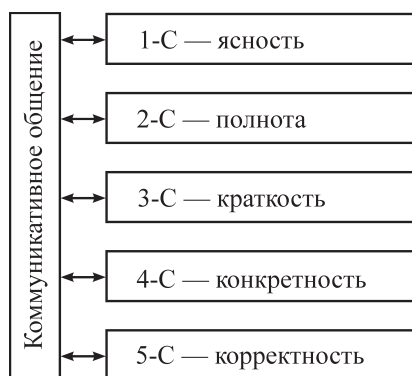 Коммуникативное общение
1-С — ясность
2-С — полнота
3-С — краткость
4-С — конкретность
5-С — корректность